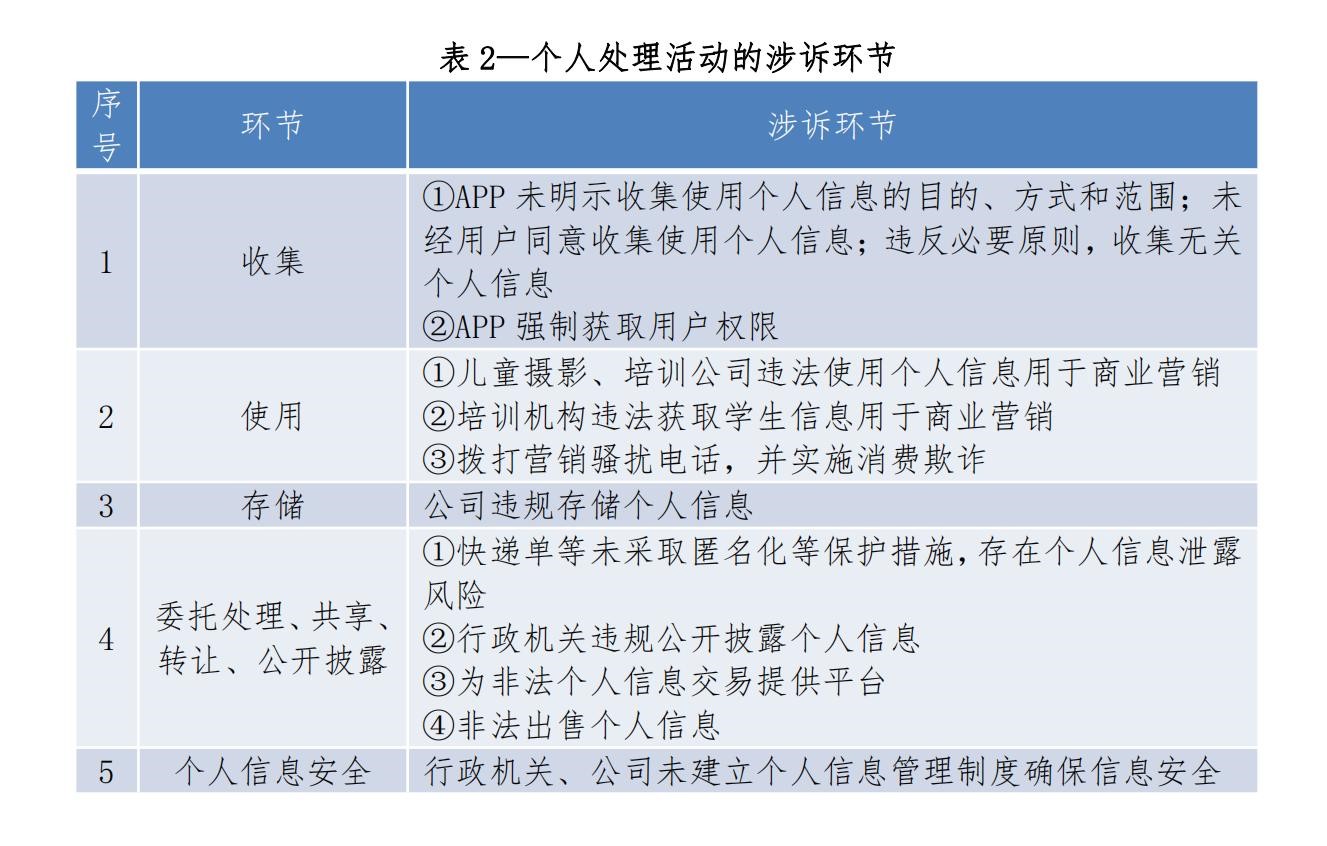 表 2—个人处理活动的涉诉环节
序号
环节
涉诉环节
1
收集
①APP 未明示收集使用个人信息的目的、方式和范围；未
经用户同意收集使用个人信息；违反必要原则，收集无关
个人信息
②APP 强制获取用户权限
2
使用
①儿童摄影、培训公司违法使用个人信息用于商业营销
②培训机构违法获取学生信息用于商业营销
③拨打营销骚扰电话，并实施消费欺诈
3
存储
公司违规存储个人信息
4
委托处理、共享、
转让、公开披露
①快递单等未采取匿名化等保护措施，存在个人信息泄露
风险
②行政机关违规公开披露个人信息
③为非法个人信息交易提供平台
④非法出售个人信息
5
个人信息安全
行政机关、公司未建立个人信息管理制度确保信息安全